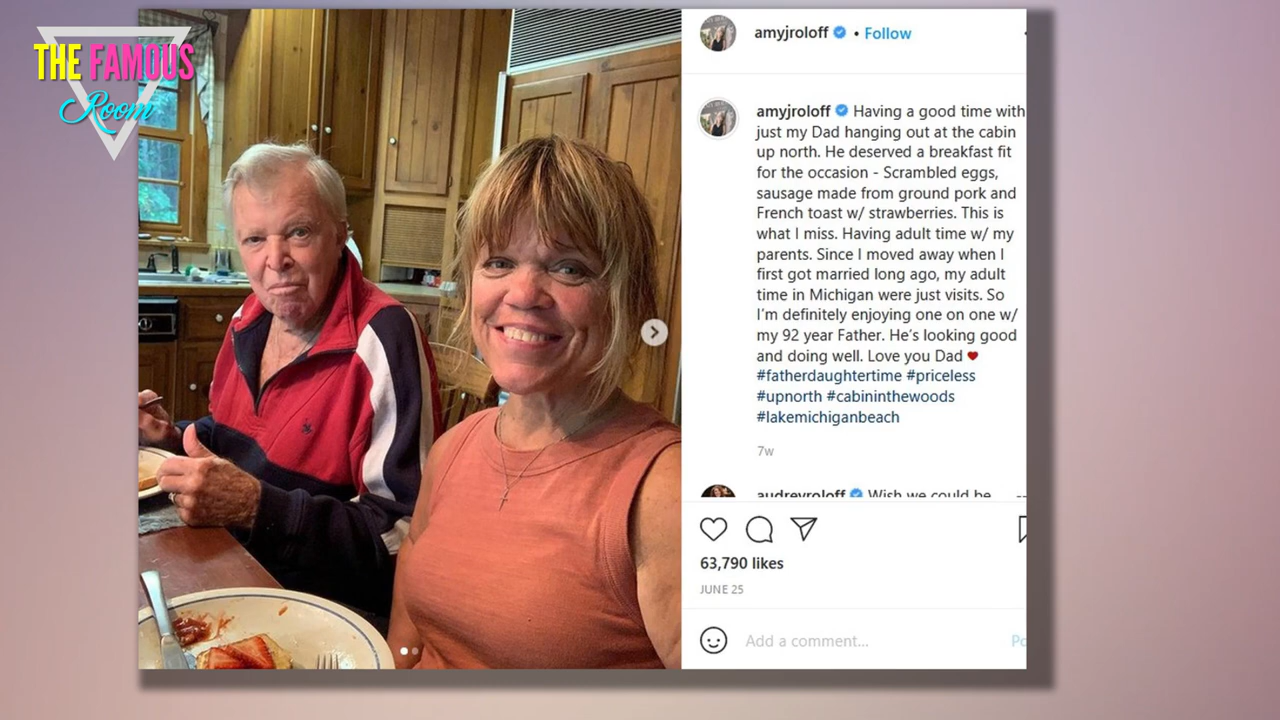 THE FAMOUS
Room
amyjroloff • Follow
amyjroloff Having a good time with
just my Dad hanging out at the cabin
up north. He deserved a breakfast fit
for the occasion - Scrambled eggs,
sausage made from ground pork and
French toast w/ strawberries. This is
what I miss. Having adult time w/ my
parents. Since I moved away when I
first got married long ago, my adult
time in Michigan were just visits. So
I'm definitely enjoying one on one w/
my 92 year Father. He's looking good
and doing well. Love you Dad ♥
#fatherdaughtertime #priceless
#upnorth #cabininthewoods
#lakemichiganbeach
7w
audreyroloff Wish we could be
63,790 likes
JUNE 25
Add a comment...